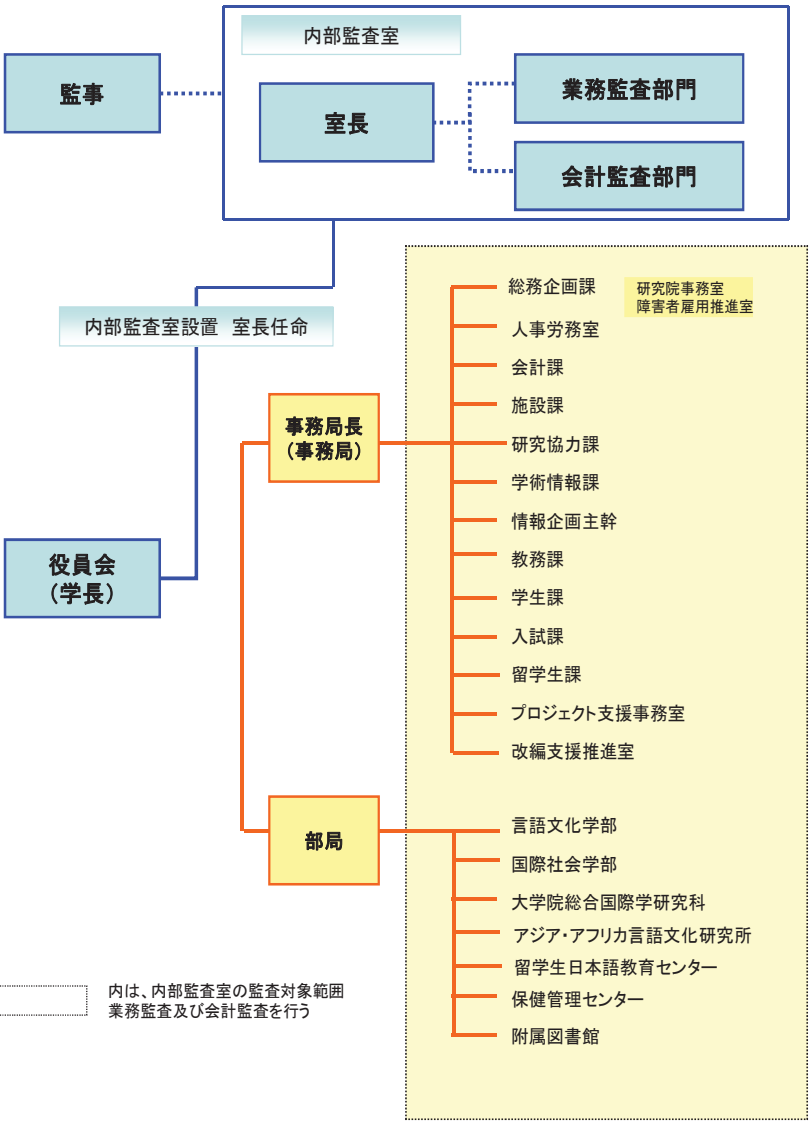 内部監査室
監事
室長
業務監査部門
会計監査部門
内部監査室設置　室長任命
役員会
（学長）
事務局長
（事務局）
総務企画課
研究院事務室
障害者雇用推進室
人事労務室
会計課
施設課
研究協力課
学術情報課
情報企画主幹
教務課
学生課
入試課
留学生課
プロジェクト支援事務室
改編支援推進室
部局
言語文化学部
国際社会学部
大学院総合国際学研究科
アジア・アフリカ言語文化研究所
留学生日本語教育センター
保健管理センター
附属図書館
内は、内部監査室の監査対象範囲
業務監査及び会計監査を行う